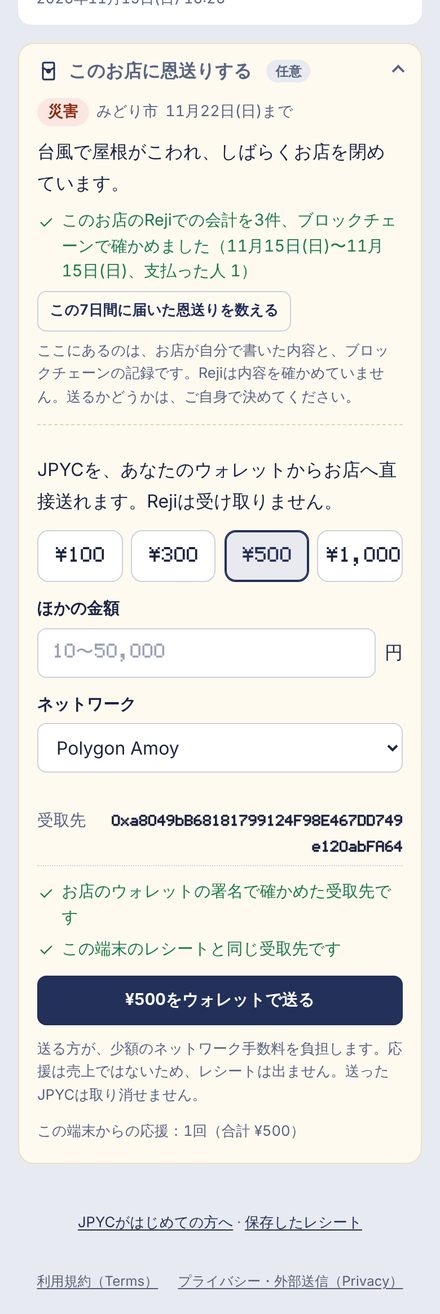 このお店に恩送りする 任意
災害 みどり市 11月22日(日)まで
台風で屋根がこわれ、しばらくお店を閉め
ています。
✓ このお店のRejiでの会計を3件、ブロックチェ
ーンで確かめました（11月15日(日)〜11月
15日(日)、支払った人 1）
この7日間に届いた恩送りを数える
ここにあるのは、お店が自分で書いた内容と、ブロッ
クチェーンの記録です。Rejiは内容を確かめていませ
ん。送るかどうかは、ご自身で決めてください。
JPYCを、あなたのウォレットからお店へ直
接送れます。Rejiは受け取りません。
¥100 ¥300 ¥500 ¥1,000
ほかの金額
10〜50,000 円
ネットワーク
Polygon Amoy
受取先 0xa8049bB68181799124F98E467DD749
e120abFA64
✓ お店のウォレットの署名で確かめた受取先で
す
✓ この端末のレシートと同じ受取先です
¥500をウォレットで送る
送る方が、少額のネットワーク手数料を負担します。応
援は売上ではないため、レシートは出ません。送った
JPYCは取り消せません。
この端末からの応援：1回（合計 ¥500）
JPYCがはじめての方へ · 保存したレシート
利用規約（Terms） プライバシー・外部送信（Privacy）